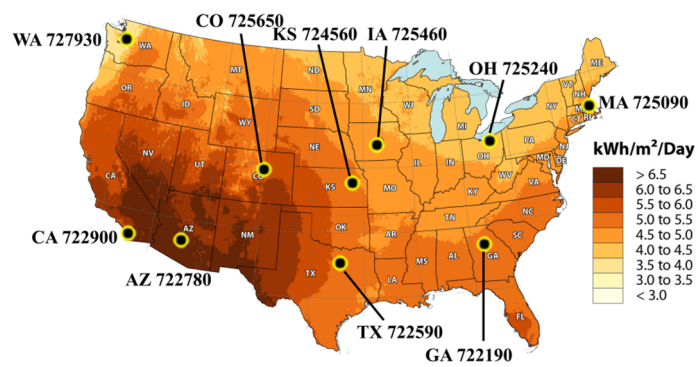 CO 725650
KS 724560
IA 725460
WA 727930
WA
OH 725240
MA 725090
MT
ND
MN
ME
VT
NH
OR
ID
SD
WI
MI
NY
CT
RI
WY
NE
PA
NJ
NV
UT
CO
IL
IN
OH
MD
DE
CA
KS
MO
WV
VA
KY
CA 722900
AZ
NM
OK
AR
TN
NC
SC
AZ 722780
TX
LA
MS
AL
GA
FL
TX 722590
GA 722190
kWh/m²/Day
> 6.5
6.0 to 6.5
5.5 to 6.0
5.0 to 5.5
4.5 to 5.0
4.0 to 4.5
3.5 to 4.0
3.0 to 3.5
< 3.0